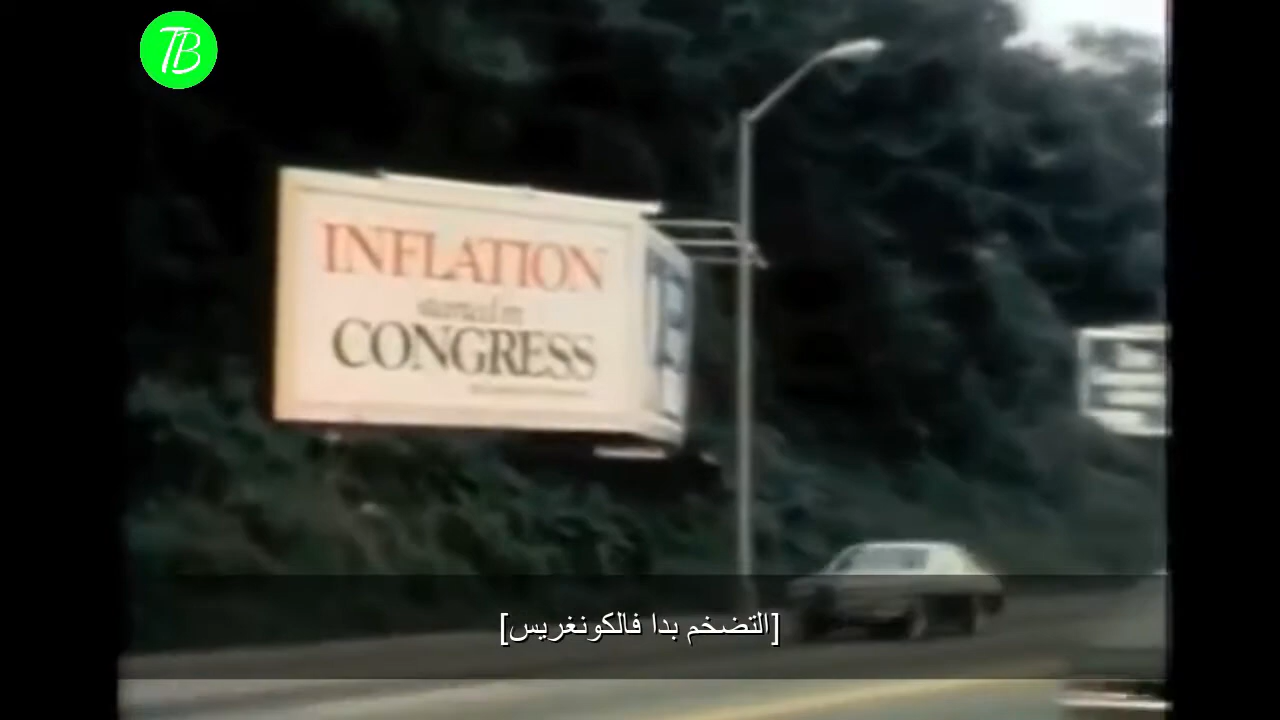 TB
INFLATION
started in
CONGRESS
[التضخم بدا فالكونغريس]